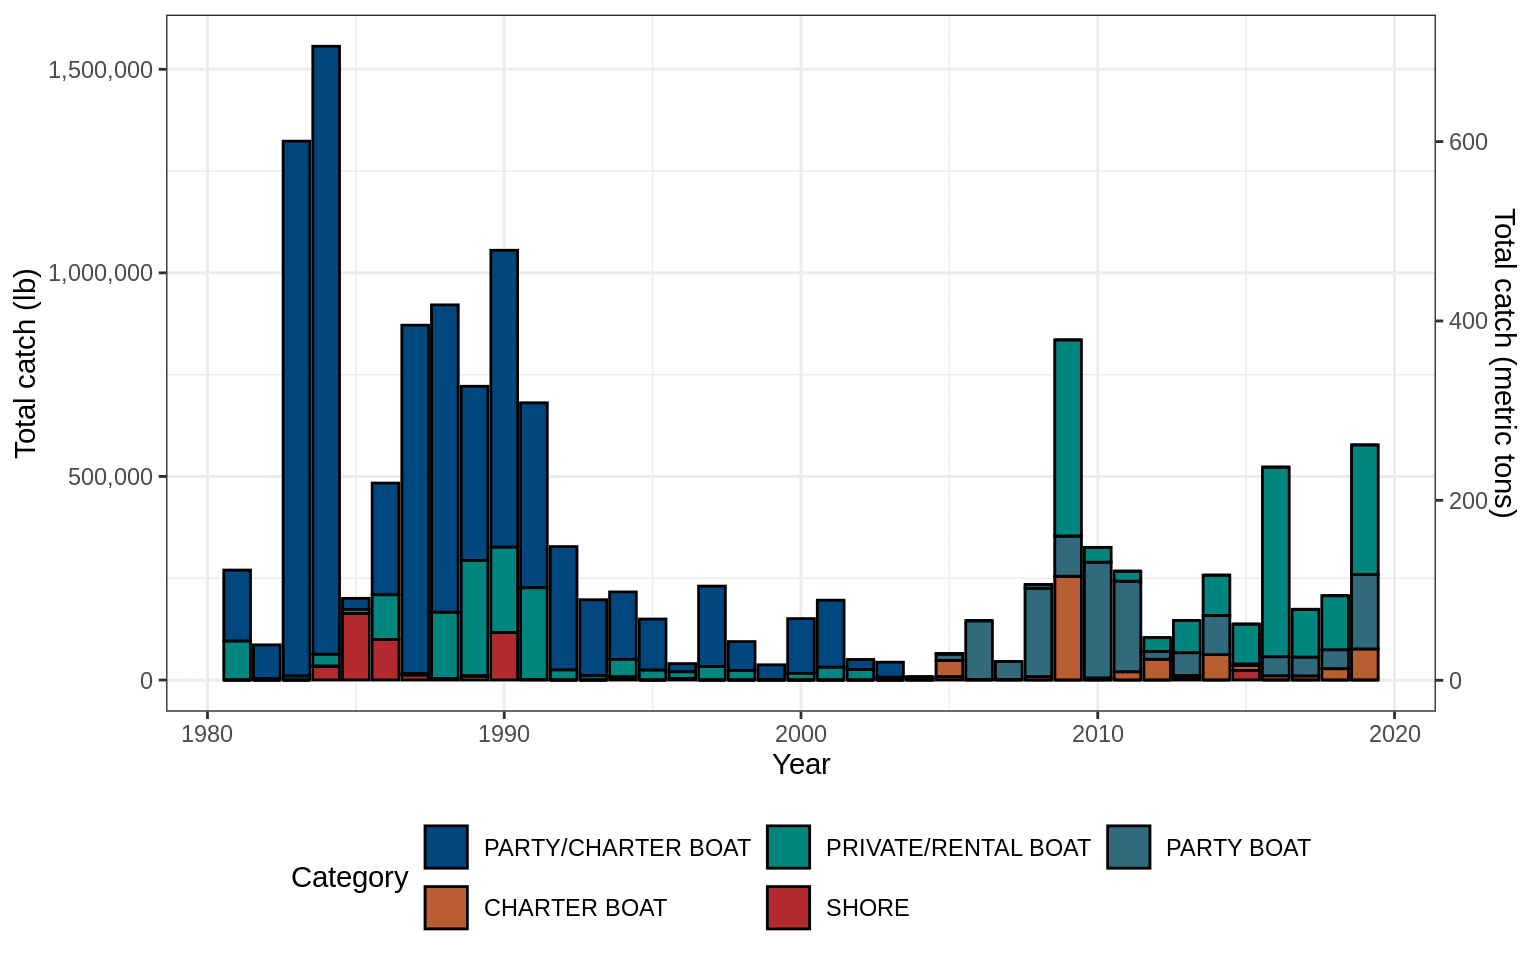 Total catch (lb)
1,500,000
1,000,000
500,000
0
600
400
200
0
Total catch (metric tons)
1980 1990 2000 2010 2020
Year
Category
PARTY/CHARTER BOAT PRIVATE/RENTAL BOAT PARTY BOAT
CHARTER BOAT SHORE